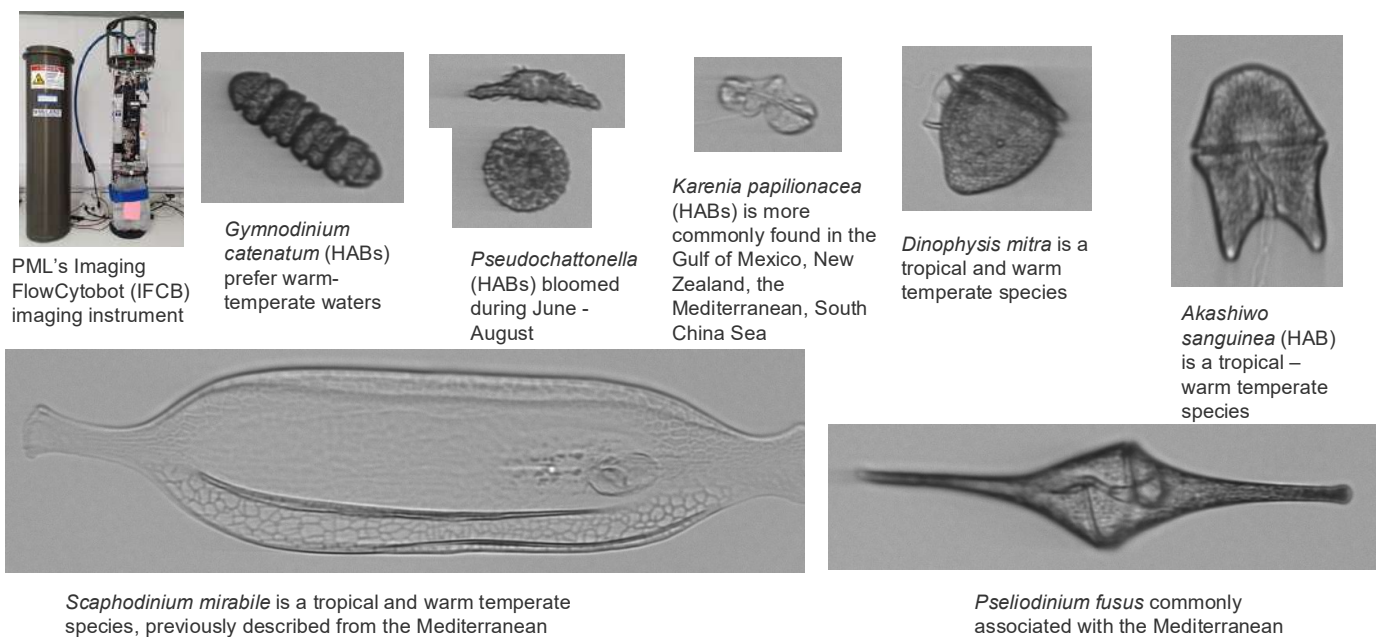 PML's Imaging
FlowCytobot (IFCB)
imaging instrument
Gymnodinium
catenatum (HABs)
prefer warm-
temperate waters
Pseudochattonella
(HABs) bloomed
during June -
August
Karenia papilionacea
(HABs) is more
commonly found in the
Gulf of Mexico, New
Zealand, the
Mediterranean, South
China Sea
Dinophysis mitra is a
tropical and warm
temperate species
Akashiwo
sanguinea (HAB)
is a tropical –
warm temperate
species
Scaphodinium mirabile is a tropical and warm temperate
species, previously described from the Mediterranean
Pseliodinium fusus commonly
associated with the Mediterranean